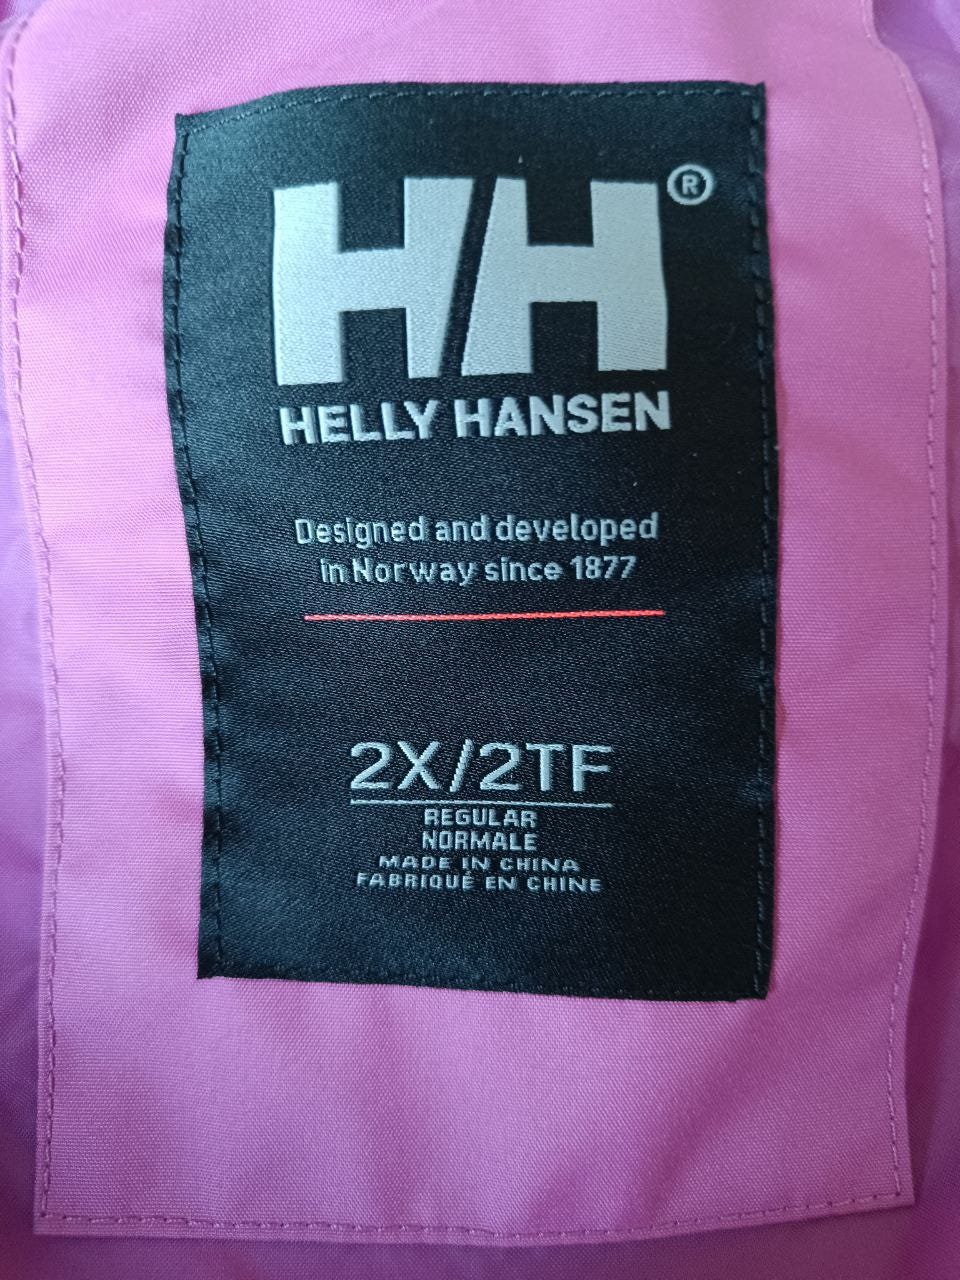 HH®
HELLY HANSEN
Designed and developed
in Norway since 1877
2X/2TF
REGULAR
NORMALE
MADE IN CHINA
FABRIQUÉ EN CHINE